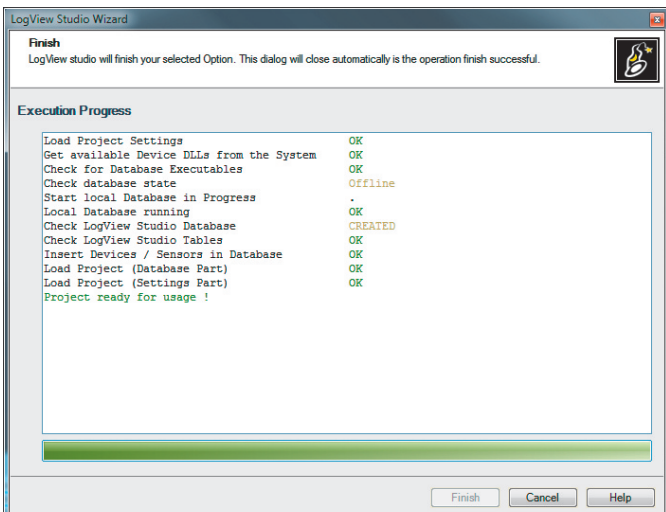 LogView Studio Wizard
Finish
LogView studio will finish your selected Option. This dialog will close automatically is the operation finish successful.
Execution Progress
Load Project Settings OK
Get available Device DLLs from the System OK
Check for Database Executables OK
Check database state Offline
Start local Database in Progress .
Local Database running OK
Check LogView Studio Database CREATED
Check LogView Studio Tables OK
Insert Devices / Sensors in Database OK
Load Project (Database Part) OK
Load Project (Settings Part) OK
Project ready for usage !
Finish Cancel Help